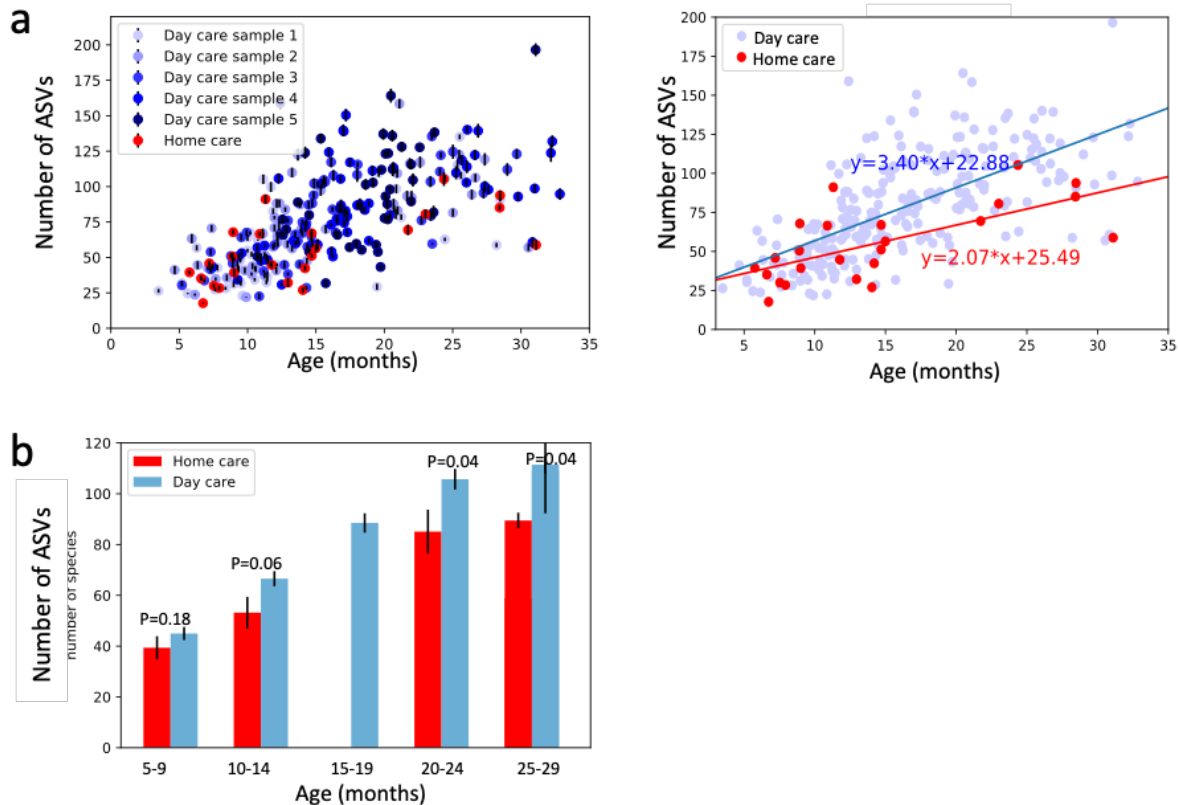 a
Number of ASVs
200
175
150
125
100
75
50
25
0
0 5 10 15 20 25 30 35
Age (months)
Day care sample 1
Day care sample 2
Day care sample 3
Day care sample 4
Day care sample 5
Home care
Number of ASVs
200
175
150
125
100
75
50
25
0
5 10 15 20 25 30 35
Age (months)
Day care
Home care
y=3.40*x+22.88
y=2.07*x+25.49
b
Number of ASVs
number of species
120
100
80
60
40
20
0
Home care
Day care
P=0.18
P=0.06
P=0.04
P=0.04
5-9 10-14 15-19 20-24 25-29
Age (months)